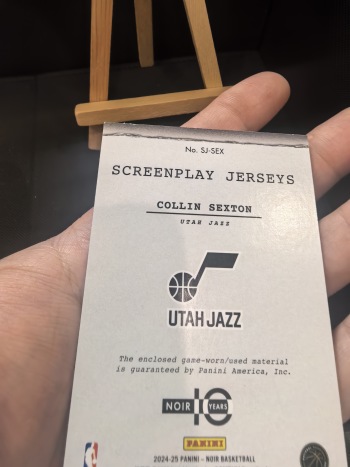 No. SJ-SEX
SCREENPLAY JERSEYS
COLLIN SEXTON
UTAH JAZZ
UTAH JAZZ
The enclosed game-worn/used material
is guaranteed by Panini America, Inc.
NOIR 10 YEARS
PANINI
2024-25 PANINI – NOIR BASKETBALL